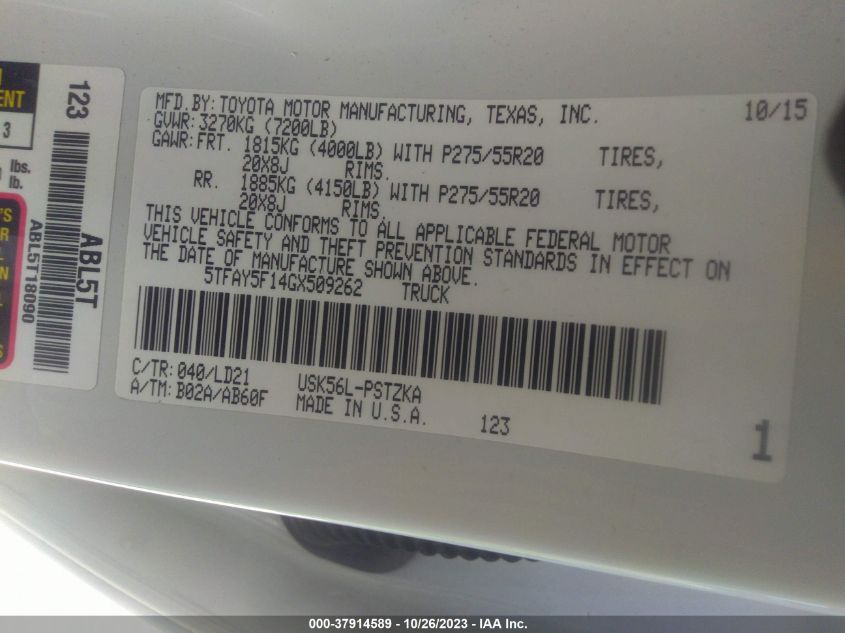 MFD.BY: TOYOTA MOTOR MANUFACTURING, TEXAS, INC. 10/15
GVWR: 3270KG (7200LB)
GAWR: FRT. 1815KG (4000LB) WITH P275/55R20 TIRES,
20X8J RIMS.
RR. 1885KG (4150LB) WITH P275/55R20 TIRES,
20X8J RIMS.
THIS VEHICLE CONFORMS TO ALL APPLICABLE FEDERAL MOTOR
VEHICLE SAFETY AND THEFT PREVENTION STANDARDS IN EFFECT ON
THE DATE OF MANUFACTURE SHOWN ABOVE.
5TFAY5F14GX509262 TRUCK
C/TR: 040/LD21 USK56L-PSTZKA
A/TM: B02A/AB60F MADE IN U.S.A. 123
1
123
ABL5T
ABL5T18090
3
lbs.
lb.
000-37914589 - 10/26/2023 - IAA Inc.